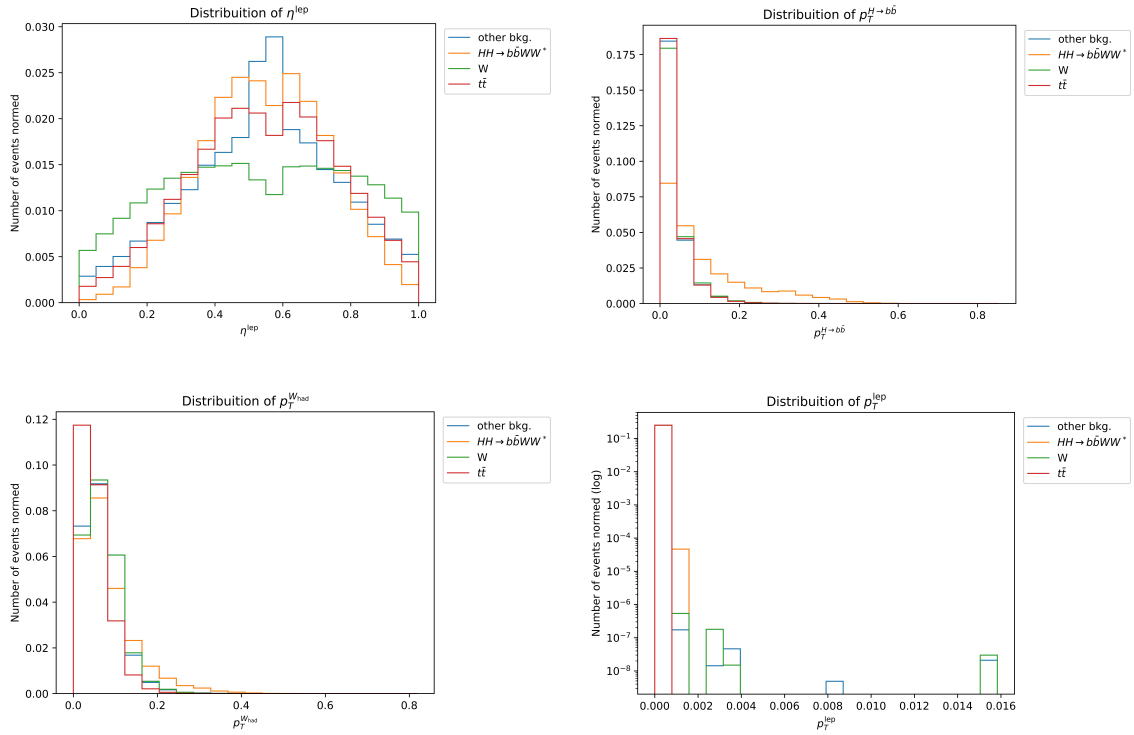 Distribuition of η^lep
Number of events normed
0.030
0.025
0.020
0.015
0.010
0.005
0.000
0.0 0.2 0.4 0.6 0.8 1.0
η^lep
other bkg.
HH → bb̄WW*
W
tt̄
Distribuition of p_T^{H→bb̄}
Number of events normed
0.175
0.150
0.125
0.100
0.075
0.050
0.025
0.000
0.0 0.2 0.4 0.6 0.8
p_T^{H→bb̄}
other bkg.
HH → bb̄WW*
W
tt̄
Distribuition of p_T^{W_had}
Number of events normed
0.12
0.10
0.08
0.06
0.04
0.02
0.00
0.0 0.2 0.4 0.6 0.8
p_T^{W_had}
other bkg.
HH → bb̄WW*
W
tt̄
Distribuition of p_T^lep
Number of events normed (log)
10⁻¹
10⁻²
10⁻³
10⁻⁴
10⁻⁵
10⁻⁶
10⁻⁷
10⁻⁸
0.000 0.002 0.004 0.006 0.008 0.010 0.012 0.014 0.016
p_T^lep
other bkg.
HH → bb̄WW*
W
tt̄